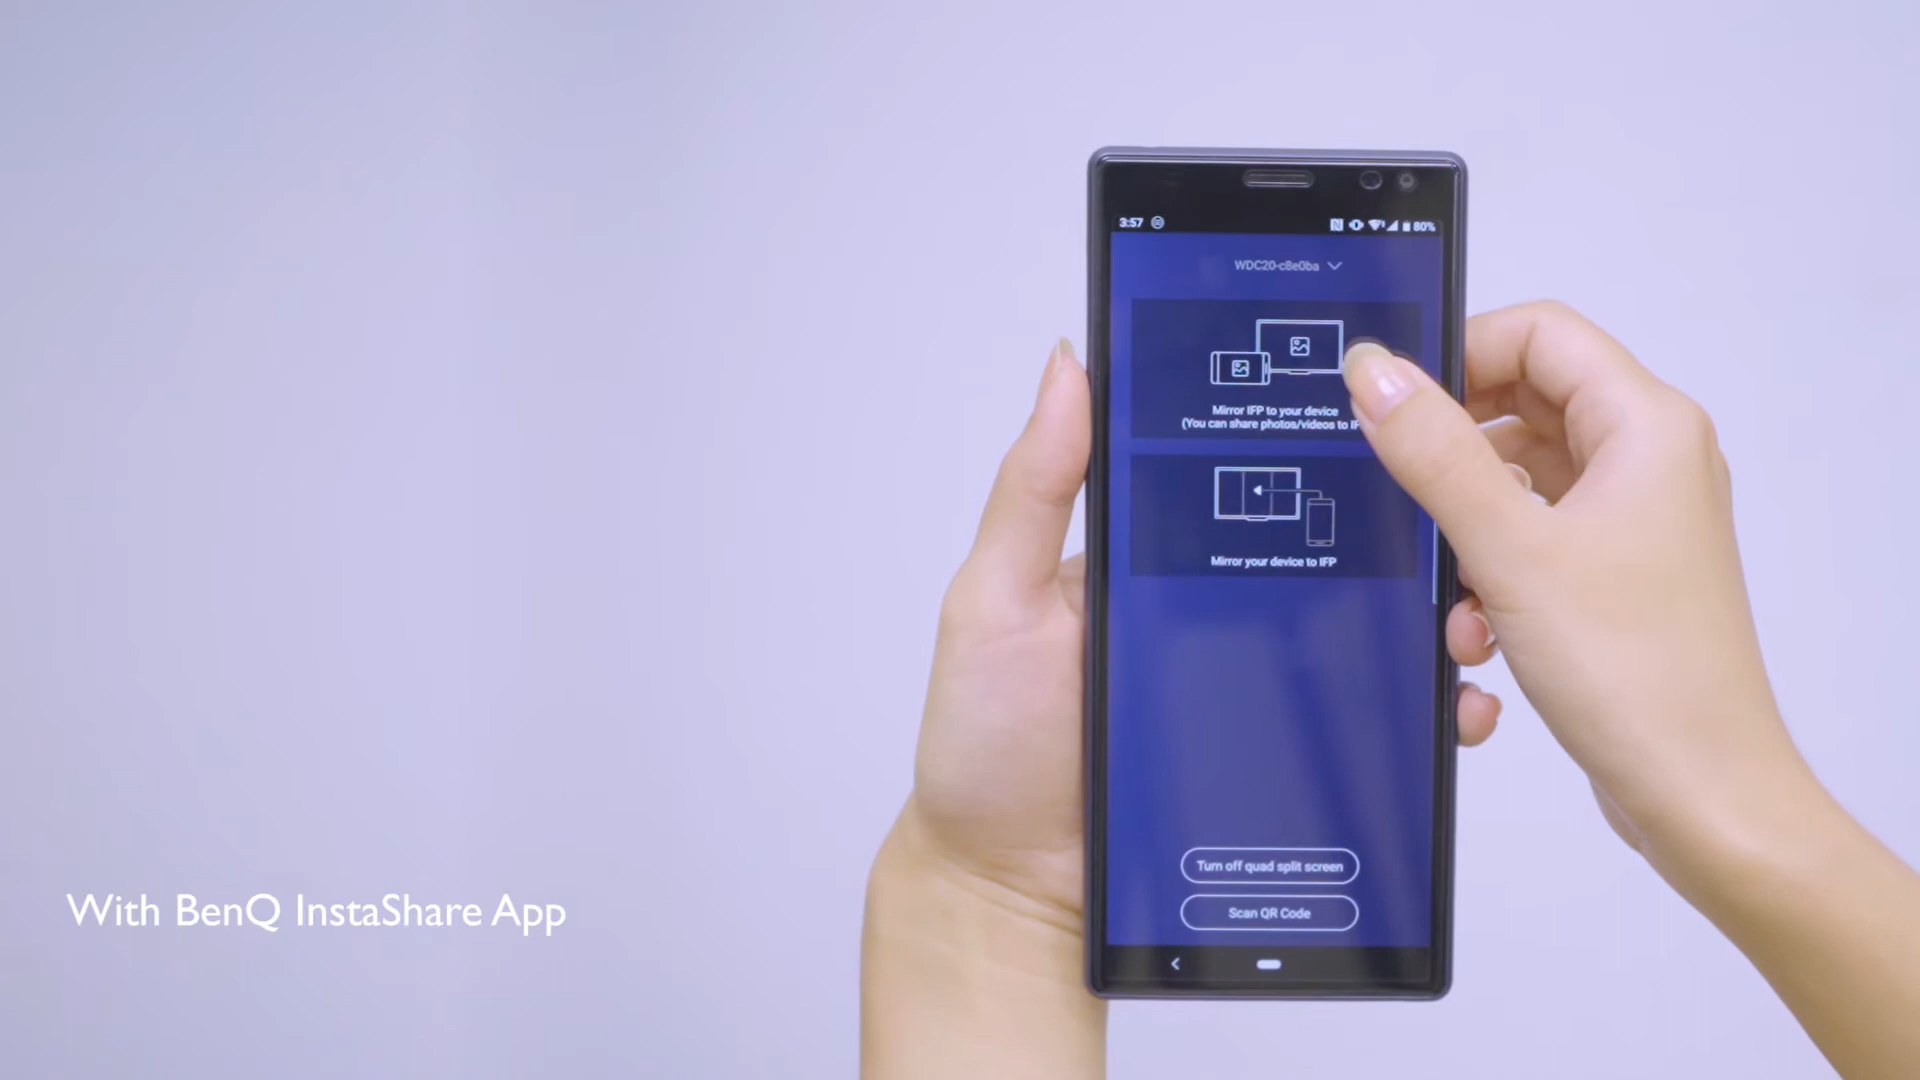 3:57
80%
WDC20-c8e0ba
Mirror IFP to your device
(You can share photos/videos to
Mirror your device to IFP
Turn off quad split screen
Scan QR Code
With BenQ InstaShare App